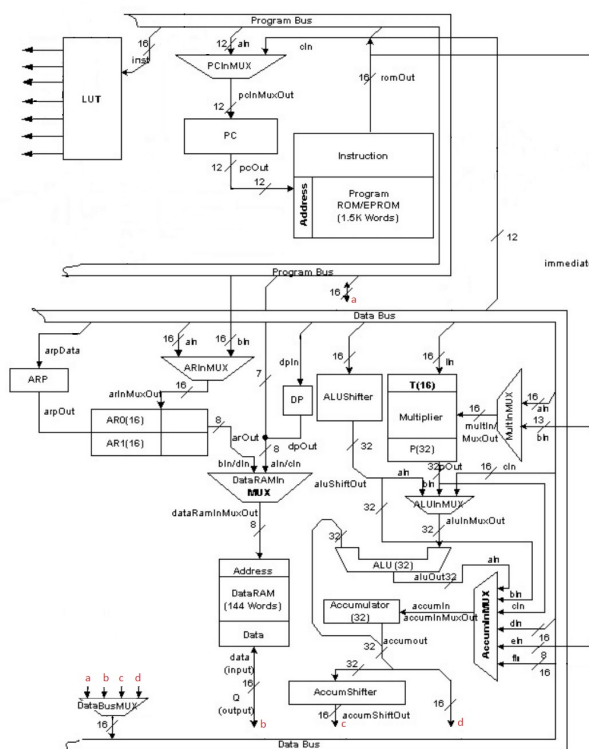 Program Bus
16
inst
LUT
12
aIn
cIn
PCInMUX
16
romOut
pcInMuxOut
12
PC
12
pcOut
12
Instruction
Address
Program
ROM/EPROM
(1.5K Words)
12
immediate
Program Bus
16
a
Data Bus
arpData
ARP
arpOut
16
aIn
16
bIn
ARInMUX
16
arInMuxOut
AR0(16)
AR1(16)
8
arOut
7
dpIn
DP
dpOut
8
bIn/dIn
aIn/cIn
DataRAMIn
MUX
dataRamInMuxOut
8
16
ALUShifter
32
aluShiftOut
16
IIn
T(16)
Multiplier
P(32)
16
multIn/
MuxOut
MultInMUX
16
aIn
13
bIn
32
pOut
16
cIn
aIn
bIn
ALUInMUX
32
aluInMuxOut
32
32
ALU (32)
aluOut
32
aIn
bIn
cIn
dIn
eIn
16
fIn
8
16
AccumInMUX
Address
DataRAM
(144 Words)
Data
data
(input)
16
Q
(output)
b
Accumulator
(32)
accumIn
accumInMuxOut
accumout
32
32
AccumShifter
16
accumShiftOut
c
16
d
a b c d
DataBusMUX
16
Data Bus